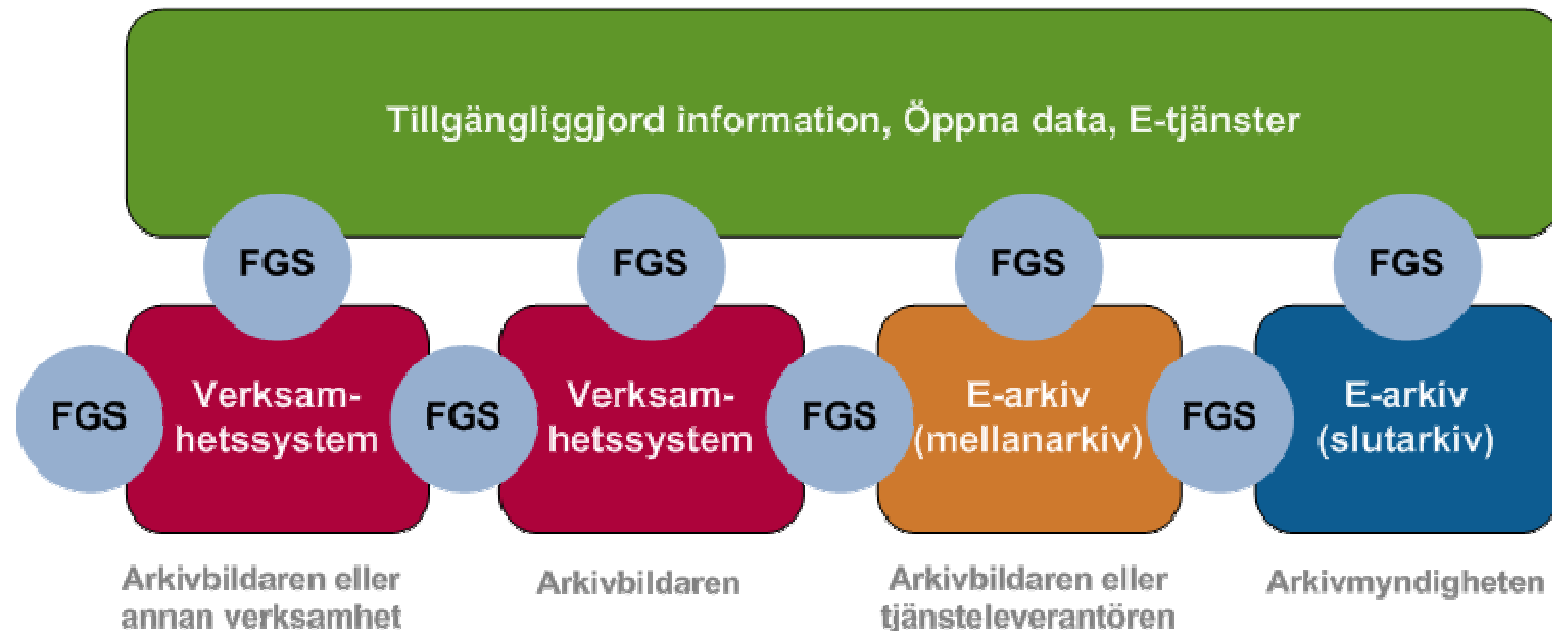 Tillgängliggjord information, Öppna data, E-tjänster
FGS
FGS
FGS
FGS
FGS
Verksam-
hetssystem
FGS
Verksam-
hetssystem
FGS
E-arkiv
(mellanarkiv)
FGS
E-arkiv
(slutarkiv)
Arkivbildaren eller
annan verksamhet
Arkivbildaren
Arkivbildaren eller
tjänsteleverantören
Arkivmyndigheten